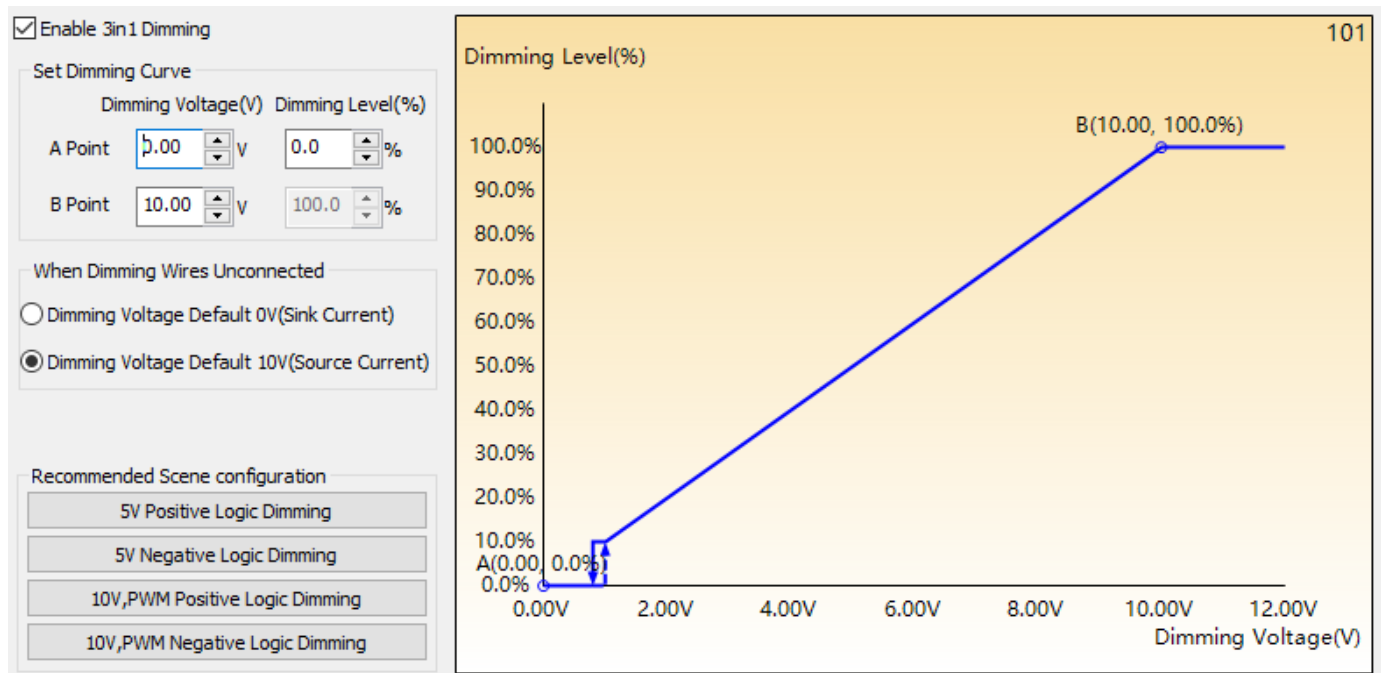 Enable 3in1 Dimming
Set Dimming Curve
Dimming Voltage(V) Dimming Level(%)
A Point 0.00 V 0.0 %
B Point 10.00 V 100.0 %
When Dimming Wires Unconnected
Dimming Voltage Default 0V(Sink Current)
Dimming Voltage Default 10V(Source Current)
Recommended Scene configuration
5V Positive Logic Dimming
5V Negative Logic Dimming
10V,PWM Positive Logic Dimming
10V,PWM Negative Logic Dimming
101
Dimming Level(%)
B(10.00, 100.0%)
100.0%
90.0%
80.0%
70.0%
60.0%
50.0%
40.0%
30.0%
20.0%
10.0%
A(0.00, 0.0%)
0.0%
0.00V 2.00V 4.00V 6.00V 8.00V 10.00V 12.00V
Dimming Voltage(V)